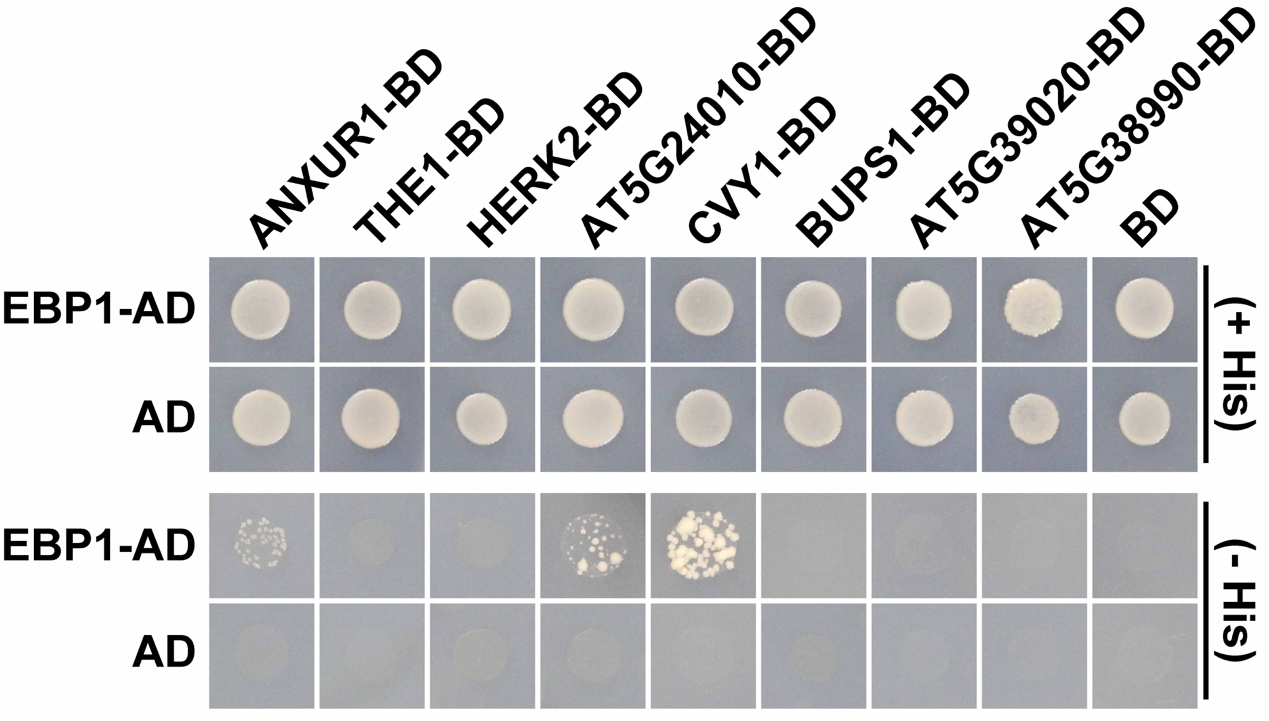 ANXUR1-BD
THE1-BD
HERK2-BD
AT5G24010-BD
CVY1-BD
BUPS1-BD
AT5G39020-BD
AT5G38990-BD
BD
EBP1-AD
AD
(+ His)
EBP1-AD
AD
(- His)